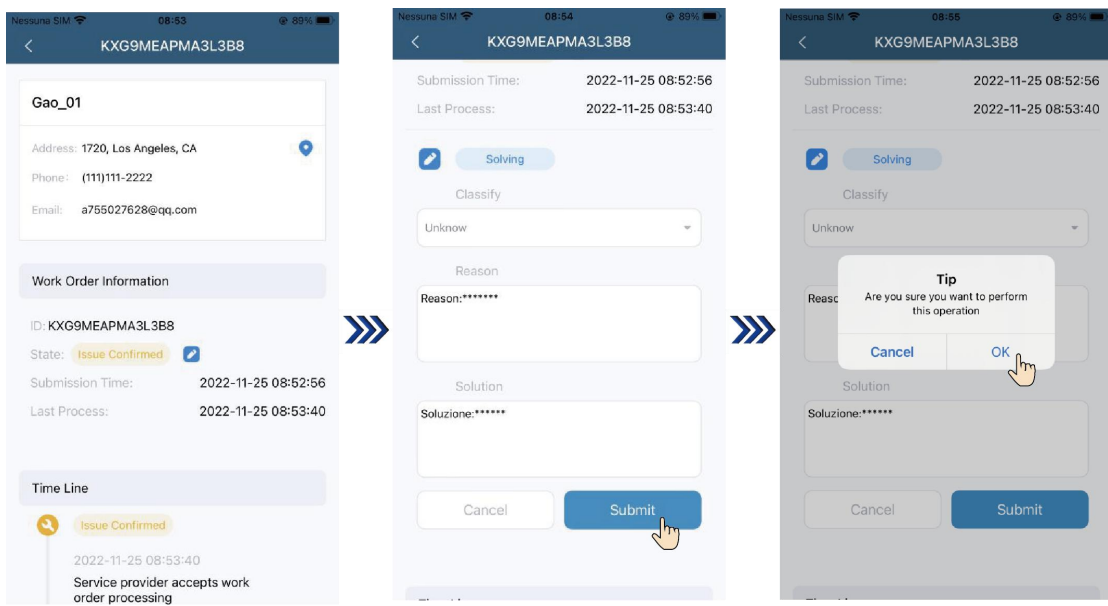 Nessuna SIM 08:53 89%
KXG9MEAPMA3L3B8
Gao_01
Address: 1720, Los Angeles, CA
Phone: (111)111-2222
Email: a755027628@qq.com
Work Order Information
ID: KXG9MEAPMA3L3B8
State: Issue Confirmed
Submission Time: 2022-11-25 08:52:56
Last Process: 2022-11-25 08:53:40
Time Line
Issue Confirmed
2022-11-25 08:53:40
Service provider accepts work
order processing
Nessuna SIM 08:54 89%
KXG9MEAPMA3L3B8
Submission Time: 2022-11-25 08:52:56
Last Process: 2022-11-25 08:53:40
Solving
Classify
Unknow
Reason
Reason:*******
Solution
Soluzione:******
Cancel Submit
Nessuna SIM 08:55 89%
KXG9MEAPMA3L3B8
Submission Time: 2022-11-25 08:52:56
Last Process: 2022-11-25 08:53:40
Solving
Classify
Unknow
Tip
Are you sure you want to perform
this operation
Cancel OK
Solution
Soluzione:******
Cancel Submit